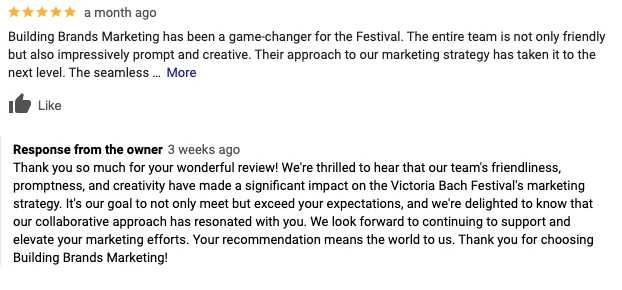 a month ago
Building Brands Marketing has been a game-changer for the Festival. The entire team is not only friendly
but also impressively prompt and creative. Their approach to our marketing strategy has taken it to the
next level. The seamless ... More
Like
Response from the owner 3 weeks ago
Thank you so much for your wonderful review! We're thrilled to hear that our team's friendliness,
promptness, and creativity have made a significant impact on the Victoria Bach Festival's marketing
strategy. It's our goal to not only meet but exceed your expectations, and we're delighted to know that
our collaborative approach has resonated with you. We look forward to continuing to support and
elevate your marketing efforts. Your recommendation means the world to us. Thank you for choosing
Building Brands Marketing!